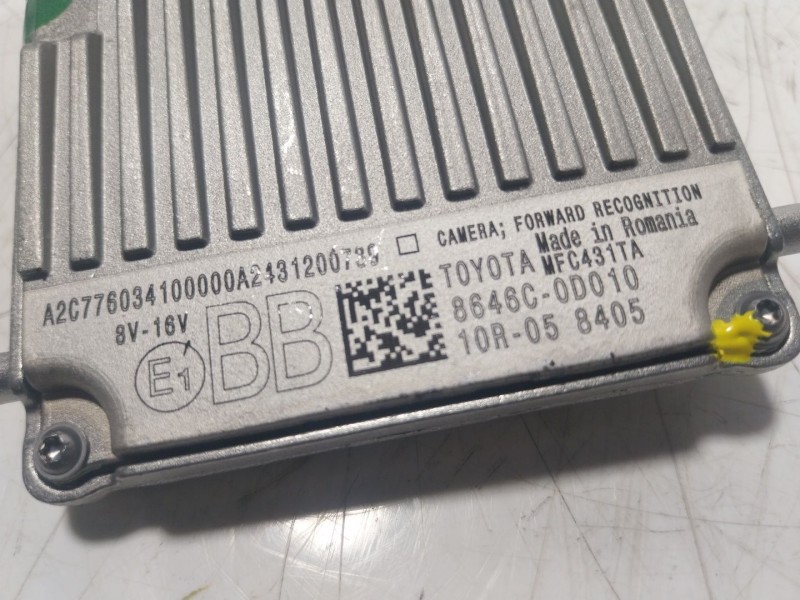 A2C776034100000A2431200739
8V-16V
E1
BB
CAMERA; FORWARD RECOGNITION
Made in Romania
TOYOTA MFC431TA
8646C-0D010
10R-05 8405